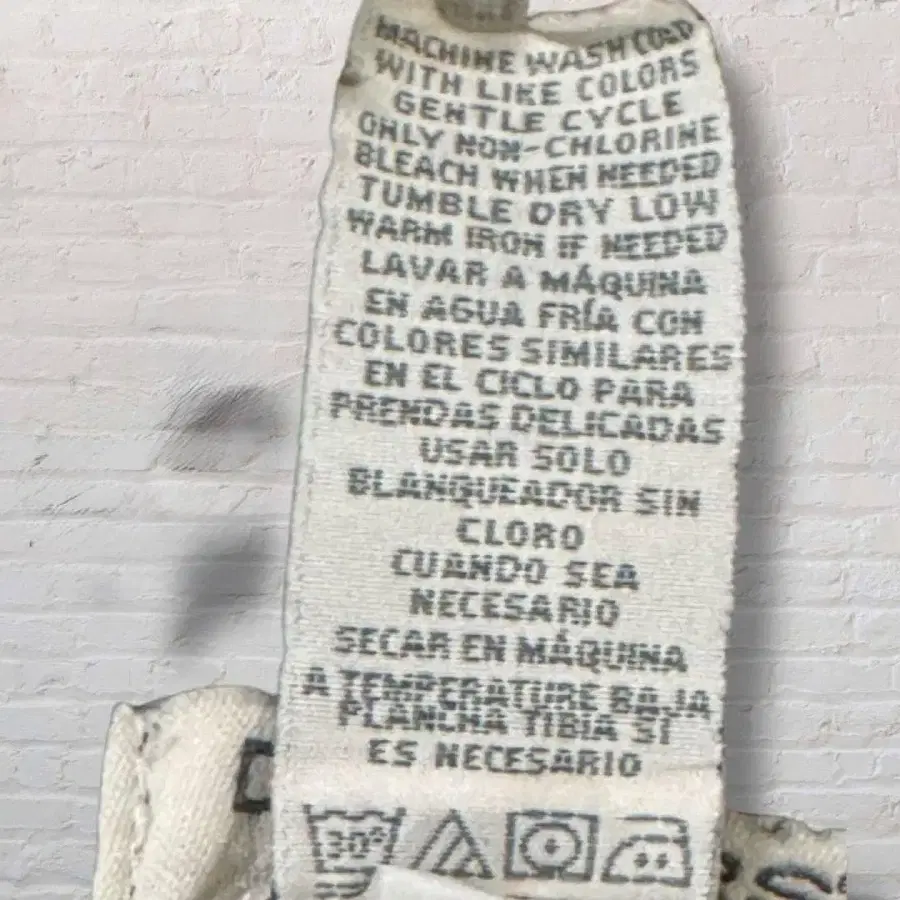 MACHINE WASH COLD
WITH LIKE COLORS
GENTLE CYCLE
ONLY NON-CHLORINE
BLEACH WHEN NEEDED
TUMBLE DRY LOW
WARM IRON IF NEEDED
LAVAR A MÁQUINA
EN AGUA FRÍA CON
COLORES SIMILARES
EN EL CICLO PARA
PRENDAS DELICADAS
USAR SOLO
BLANQUEADOR SIN
CLORO
CUANDO SEA
NECESARIO
SECAR EN MÁQUINA
A TEMPERATURE BAJA
PLANCHA TIBIA SI
ES NECESARIO
30°